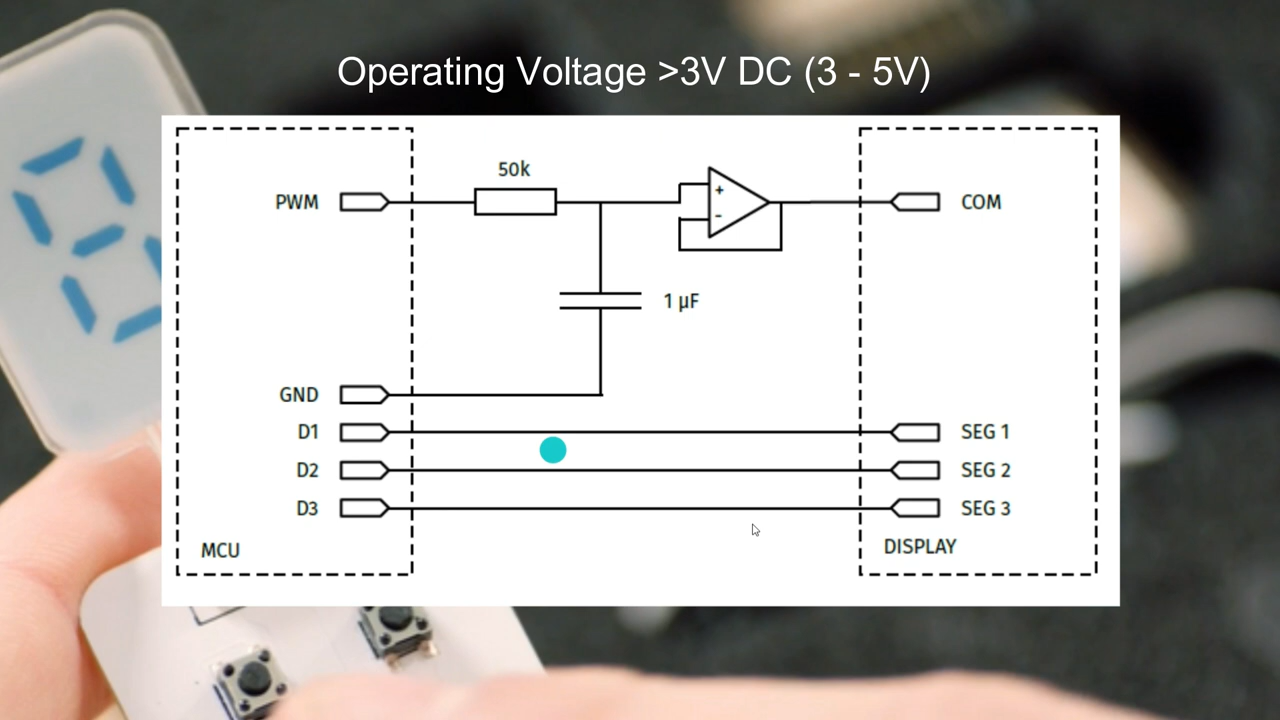 Operating Voltage >3V DC (3 - 5V)
50k
PWM
+
-
COM
1 µF
GND
D1
SEG 1
D2
SEG 2
D3
SEG 3
MCU
DISPLAY